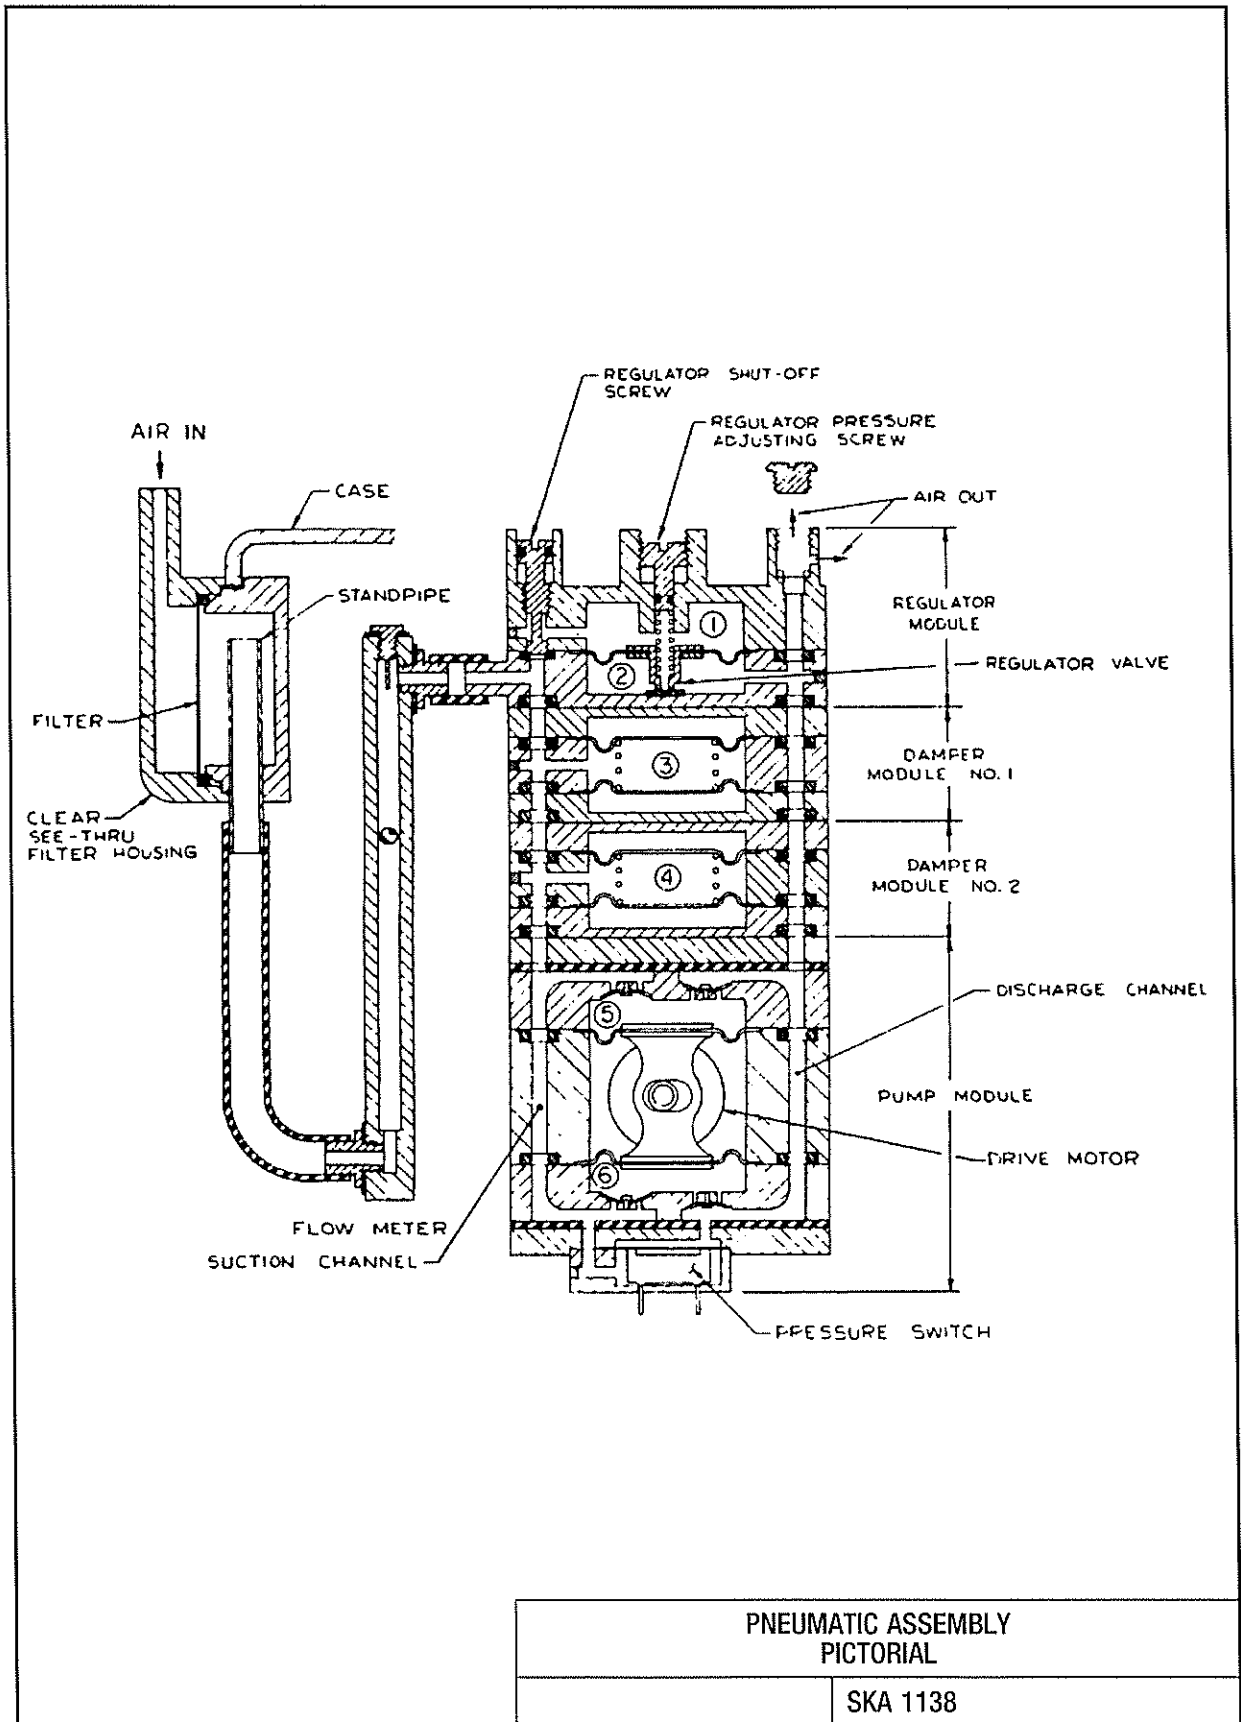 REGULATOR SHUT-OFF
SCREW
REGULATOR PRESSURE
ADJUSTING SCREW
AIR IN
CASE
AIR OUT
STANDPIPE
REGULATOR
MODULE
①
②
REGULATOR VALVE
FILTER
③
DAMPER
MODULE NO. 1
CLEAR
SEE-THRU
FILTER HOUSING
④
DAMPER
MODULE NO. 2
⑤
DISCHARGE CHANNEL
PUMP MODULE
DRIVE MOTOR
⑥
FLOW METER
SUCTION CHANNEL
PRESSURE SWITCH
PNEUMATIC ASSEMBLY
PICTORIAL
SKA 1138